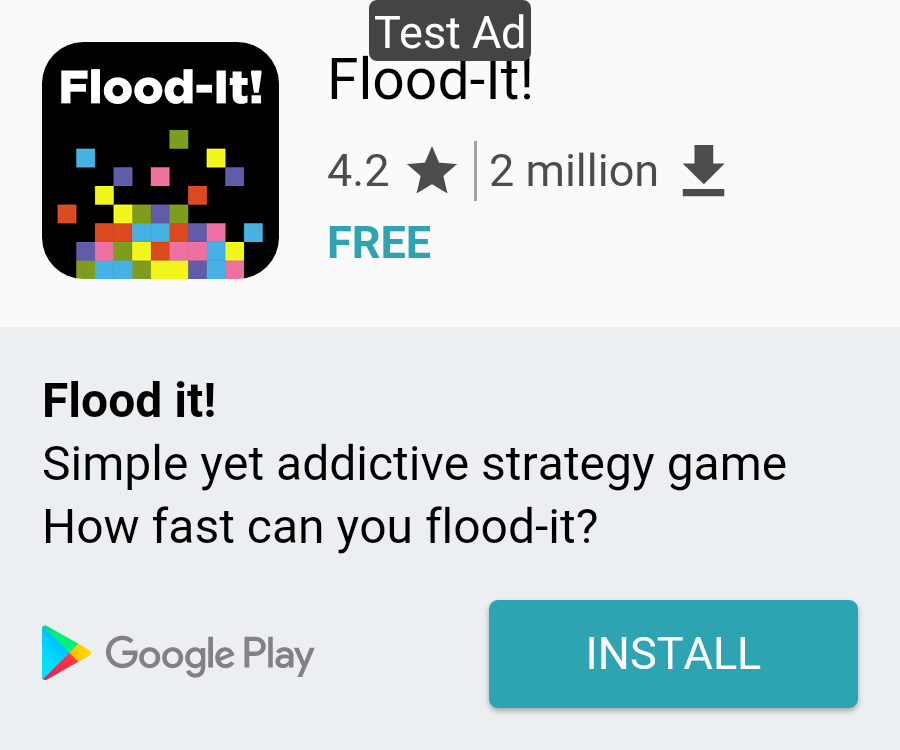 Test Ad
Flood-It!
Flood-It!
4.2 2 million
FREE
Flood it!
Simple yet addictive strategy game
How fast can you flood-it?
Google Play
INSTALL